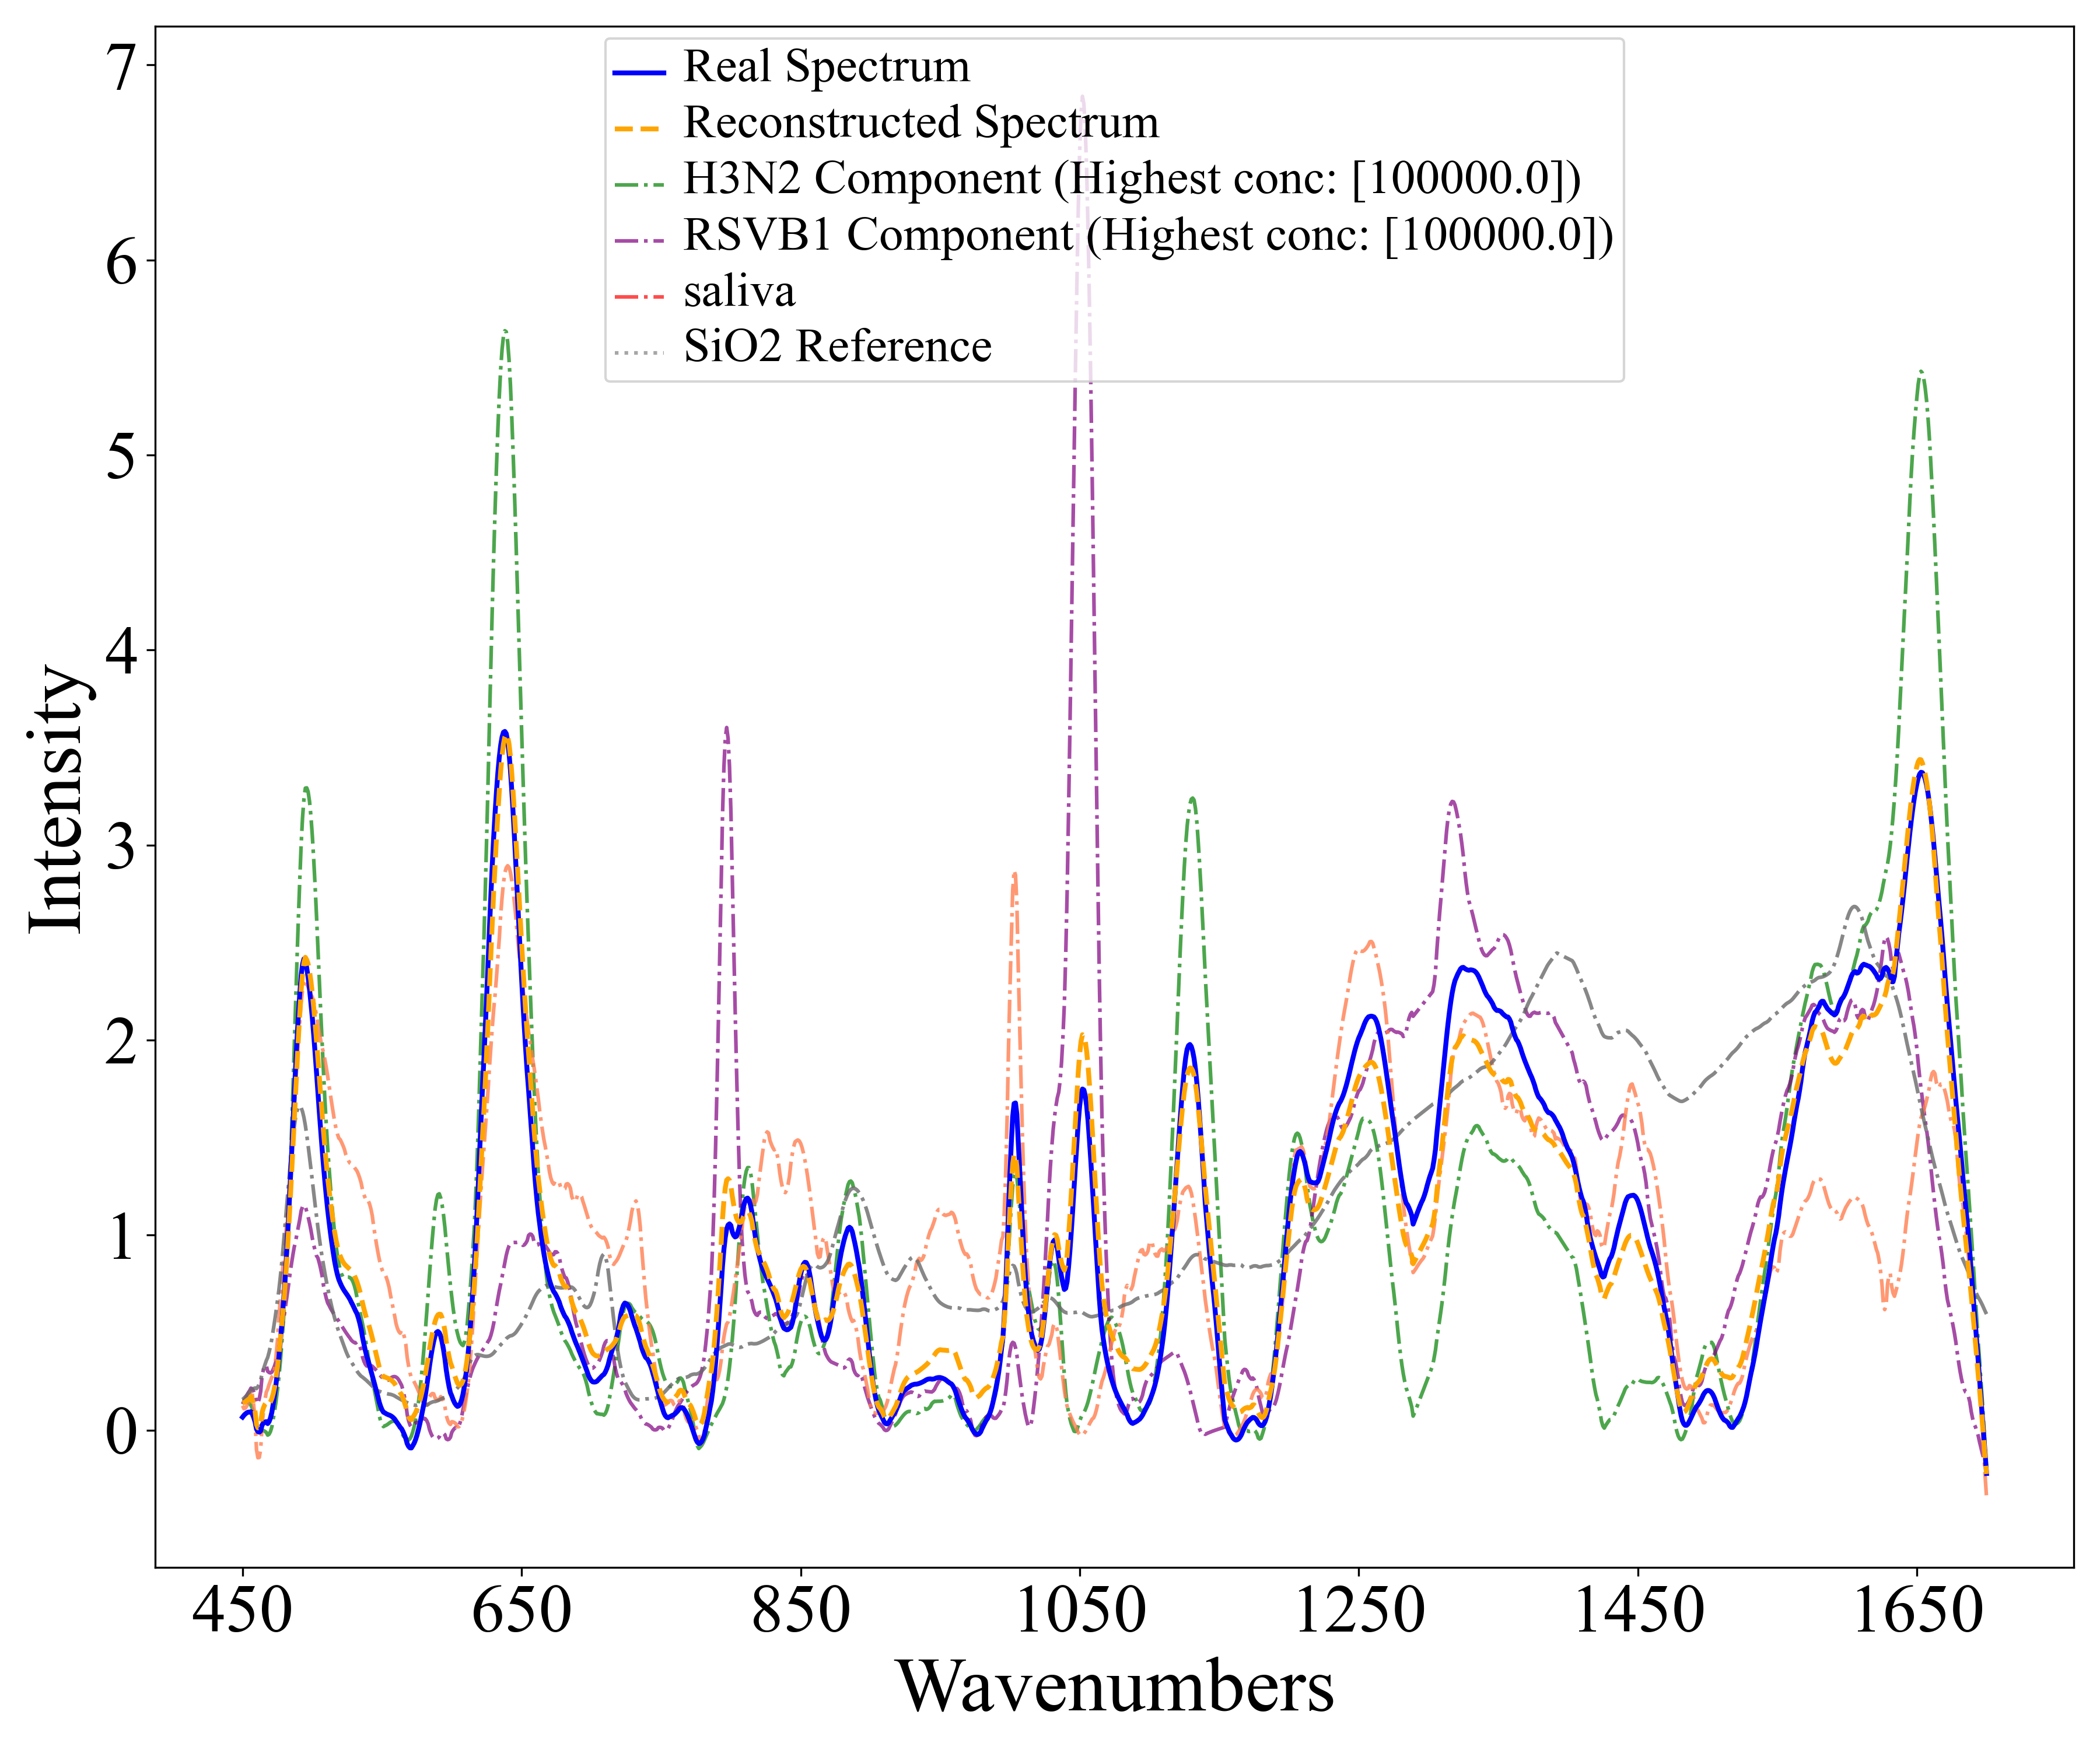 7
6
5
4
3
2
1
0
Intensity
Real Spectrum
Reconstructed Spectrum
H3N2 Component (Highest conc: [100000.0])
RSVB1 Component (Highest conc: [100000.0])
saliva
SiO2 Reference
450 650 850 1050 1250 1450 1650
Wavenumbers